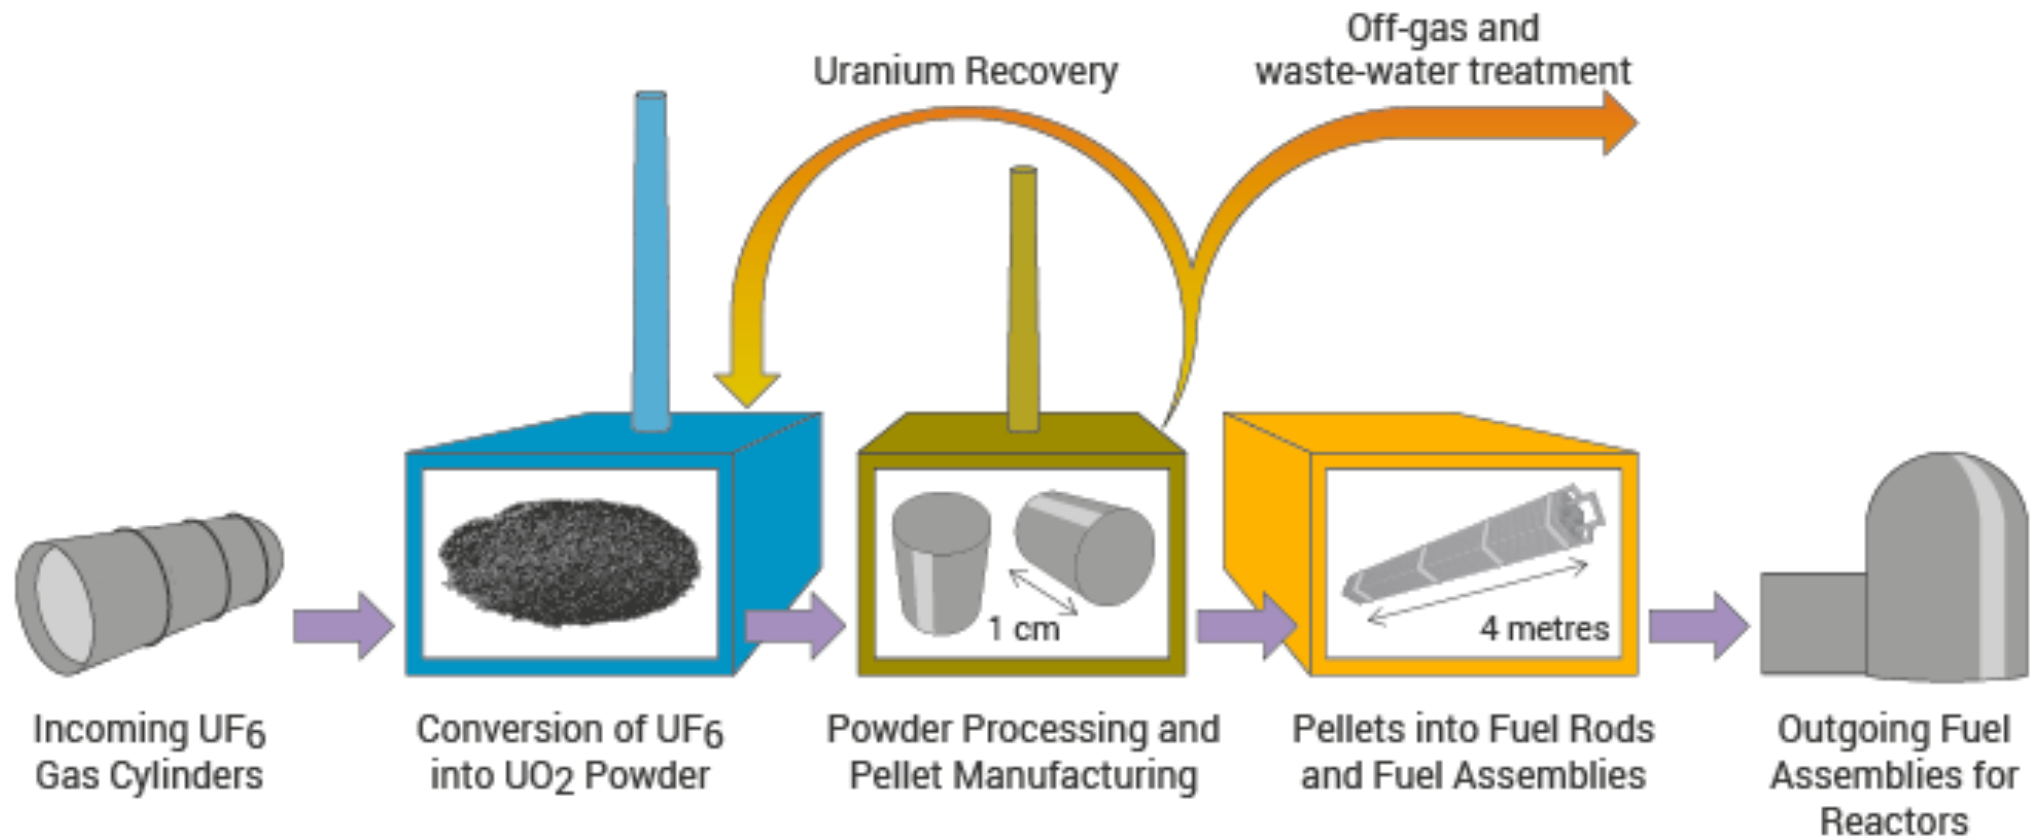 Uranium Recovery
Off-gas and
waste-water treatment
1 cm
4 metres
Incoming UF6
Gas Cylinders
Conversion of UF6
into UO2 Powder
Powder Processing and
Pellet Manufacturing
Pellets into Fuel Rods
and Fuel Assemblies
Outgoing Fuel
Assemblies for
Reactors